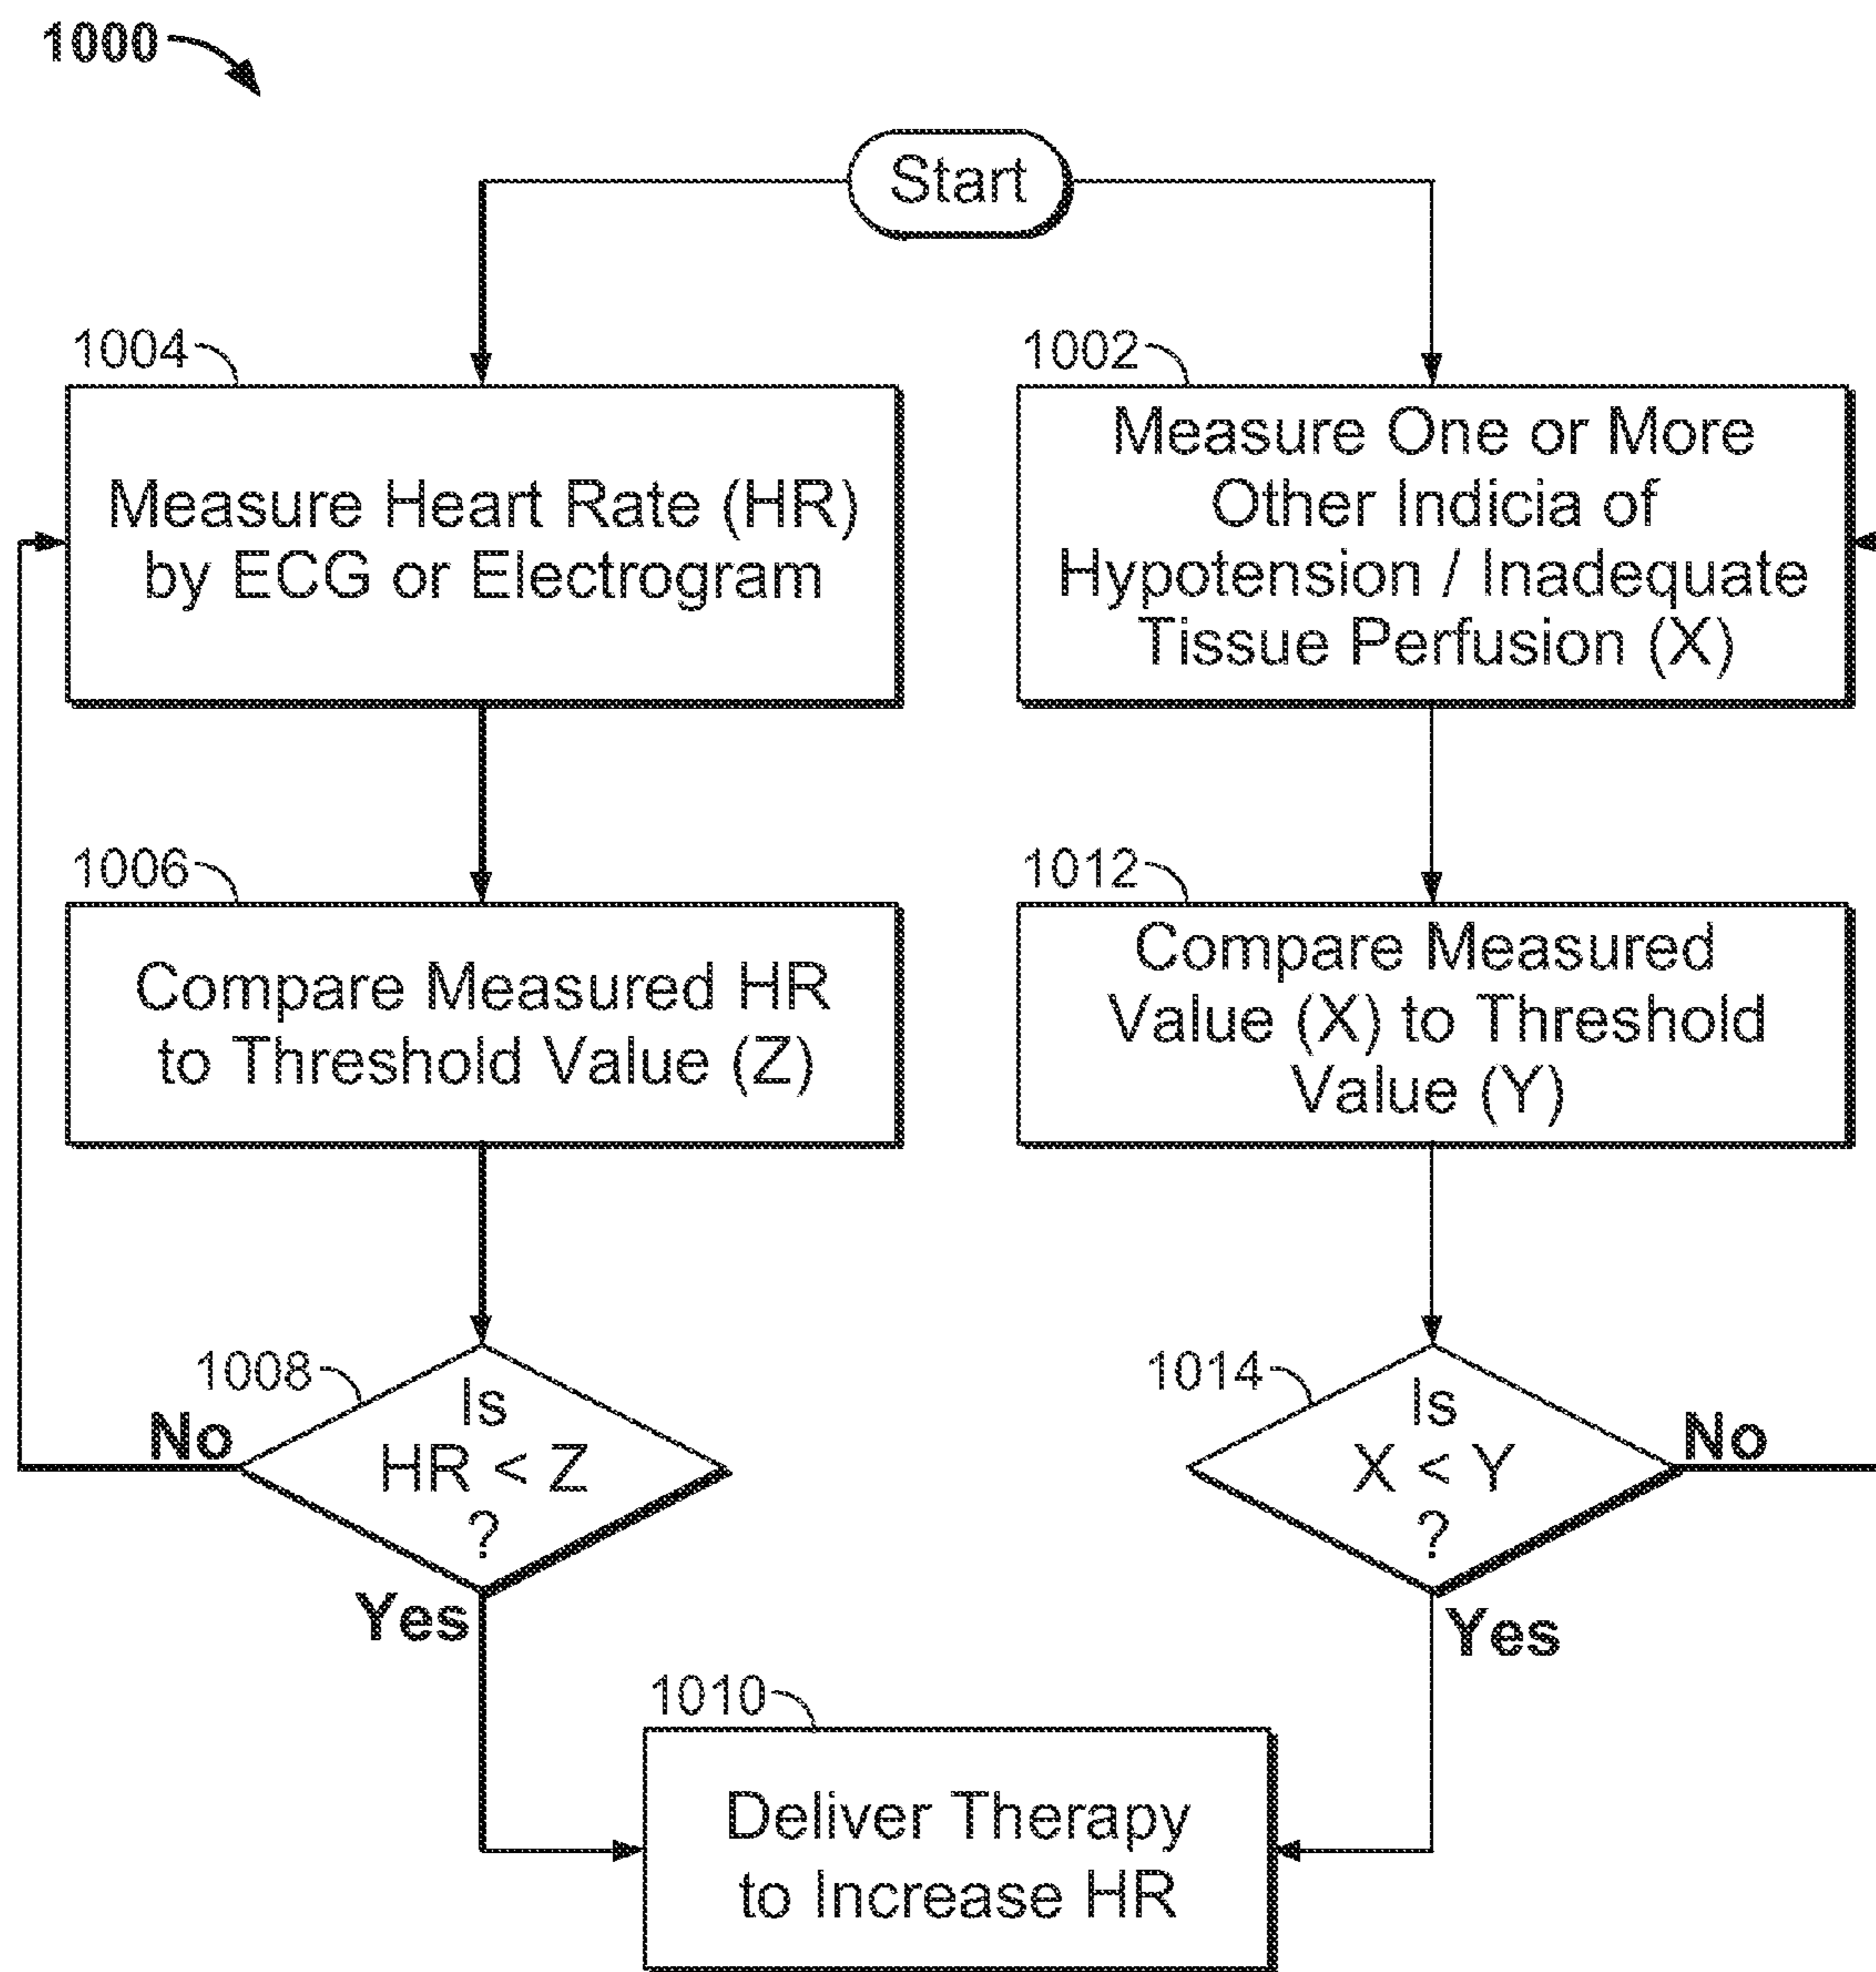 1000
Start
1004
Measure Heart Rate (HR)
by ECG or Electrogram
1002
Measure One or More
Other Indicia of
Hypotension / Inadequate
Tissue Perfusion (X)
1006
Compare Measured HR
to Threshold Value (Z)
1012
Compare Measured
Value (X) to Threshold
Value (Y)
1008
Is
HR < Z
?
No
Yes
1014
Is
X < Y
?
No
Yes
1010
Deliver Therapy
to Increase HR